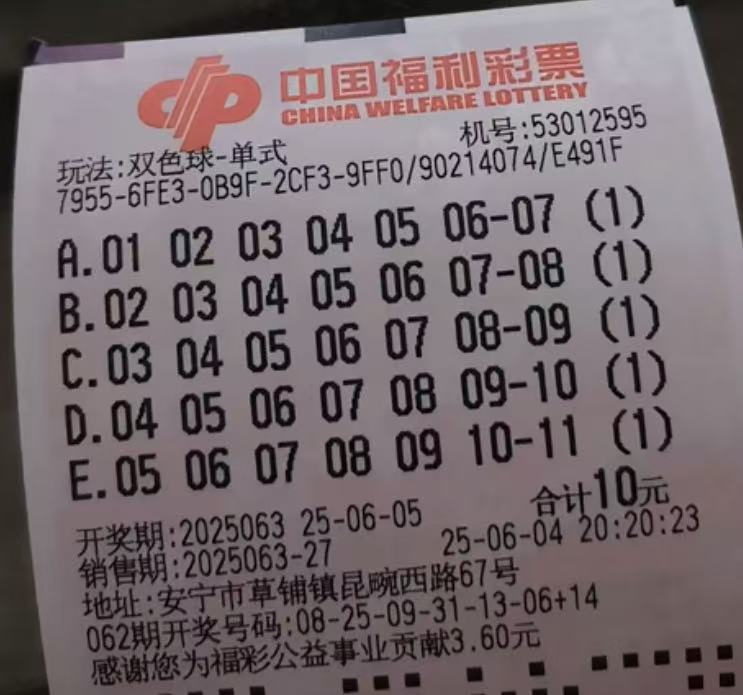 中国福利彩票
CHINA WELFARE LOTTERY
玩法:双色球-单式 机号:53012595
7955-6FE3-0B9F-2CF3-9FF0/90214074/E491F
A.01 02 03 04 05 06-07 (1)
B.02 03 04 05 06 07-08 (1)
C.03 04 05 06 07 08-09 (1)
D.04 05 06 07 08 09-10 (1)
E.05 06 07 08 09 10-11 (1)
合计10元
开奖期:2025063 25-06-05
销售期:2025063-27 25-06-04 20:20:23
地址:安宁市草铺镇昆畹西路67号
062期开奖号码:08-25-09-31-13-06+14
感谢您为福彩公益事业贡献3.60元